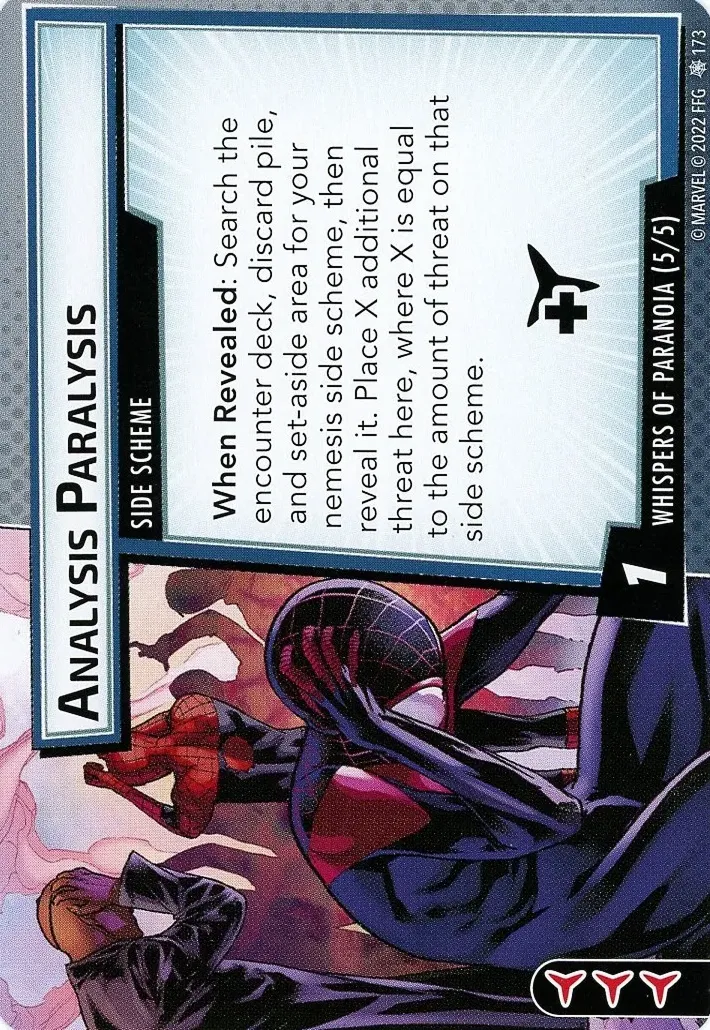 ANALYSIS PARALYSIS
SIDE SCHEME
When Revealed: Search the
encounter deck, discard pile,
and set-aside area for your
nemesis side scheme, then
reveal it. Place X additional
threat here, where X is equal
to the amount of threat on that
side scheme.
1
WHISPERS OF PARANOIA (5/5)
© MARVEL © 2022 FFG 173